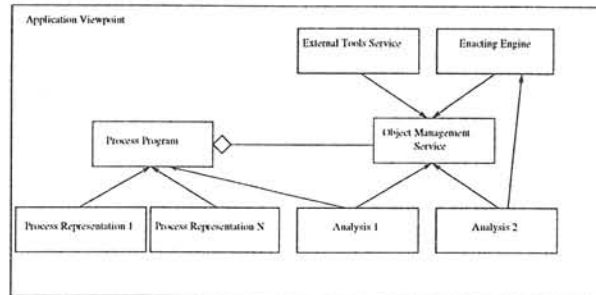 Application Viewpoint
External Tools Service
Enacting Engine
Process Program
Object Management
Service
Process Representation 1
Process Representation N
Analysis 1
Analysis 2